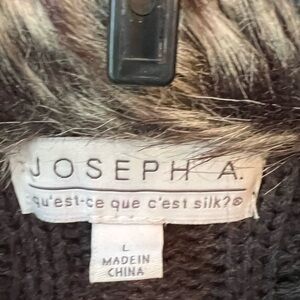 JOSEPH A.
qu'est-ce que c'est silk?®
L
MADE IN
CHINA